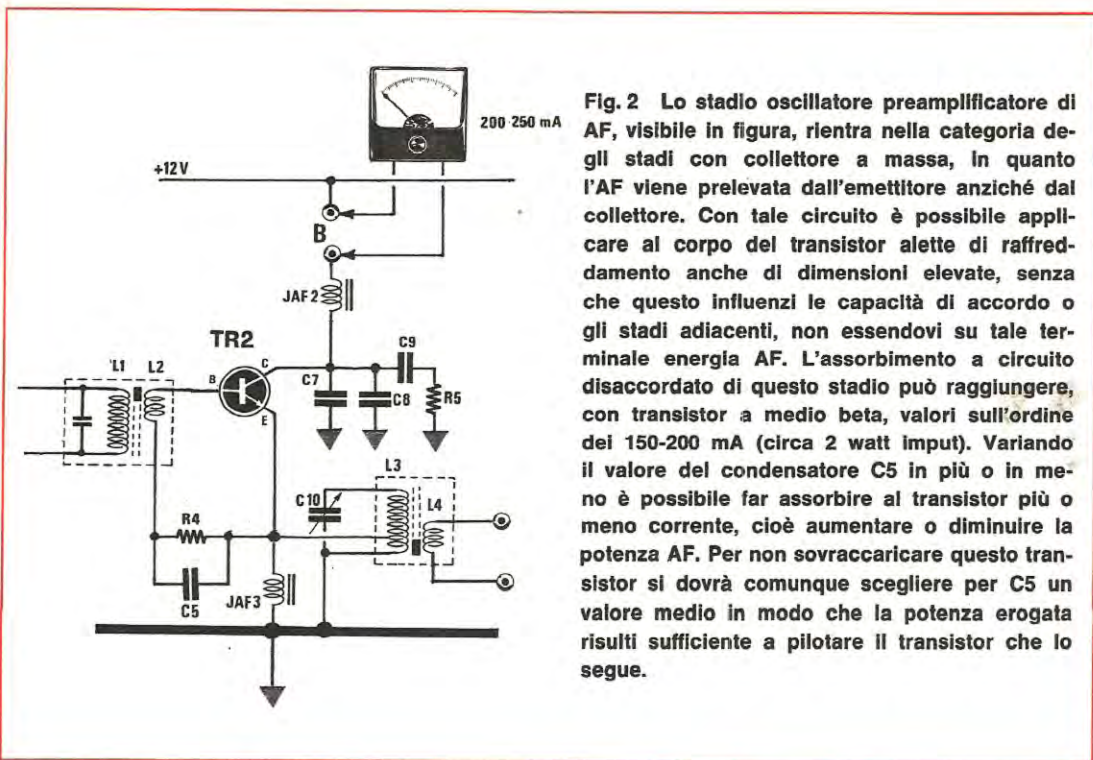 200-250 mA
+12V
B
JAF2
TR2
L1
L2
B
C
E
C9
C7
C8
R5
L3
L4
C10
R4
C5
JAF3
Fig. 2 Lo stadio oscillatore preamplificatore di
AF, visibile in figura, rientra nella categoria de-
gli stadi con collettore a massa, in quanto
l'AF viene prelevata dall'emettitore anziché dal
collettore. Con tale circuito è possibile appli-
care al corpo del transistor alette di raffred-
damento anche di dimensioni elevate, senza
che questo influenzi le capacità di accordo o
gli stadi adiacenti, non essendovi su tale ter-
minale energia AF. L'assorbimento a circuito
disaccordato di questo stadio può raggiungere,
con transistor a medio beta, valori sull'ordine
dei 150-200 mA (circa 2 watt imput). Variando
il valore del condensatore C5 in più o in me-
no è possibile far assorbire al transistor più o
meno corrente, cioè aumentare o diminuire la
potenza AF. Per non sovraccaricare questo tran-
sistor si dovrà comunque scegliere per C5 un
valore medio in modo che la potenza erogata
risulti sufficiente a pilotare il transistor che lo
segue.